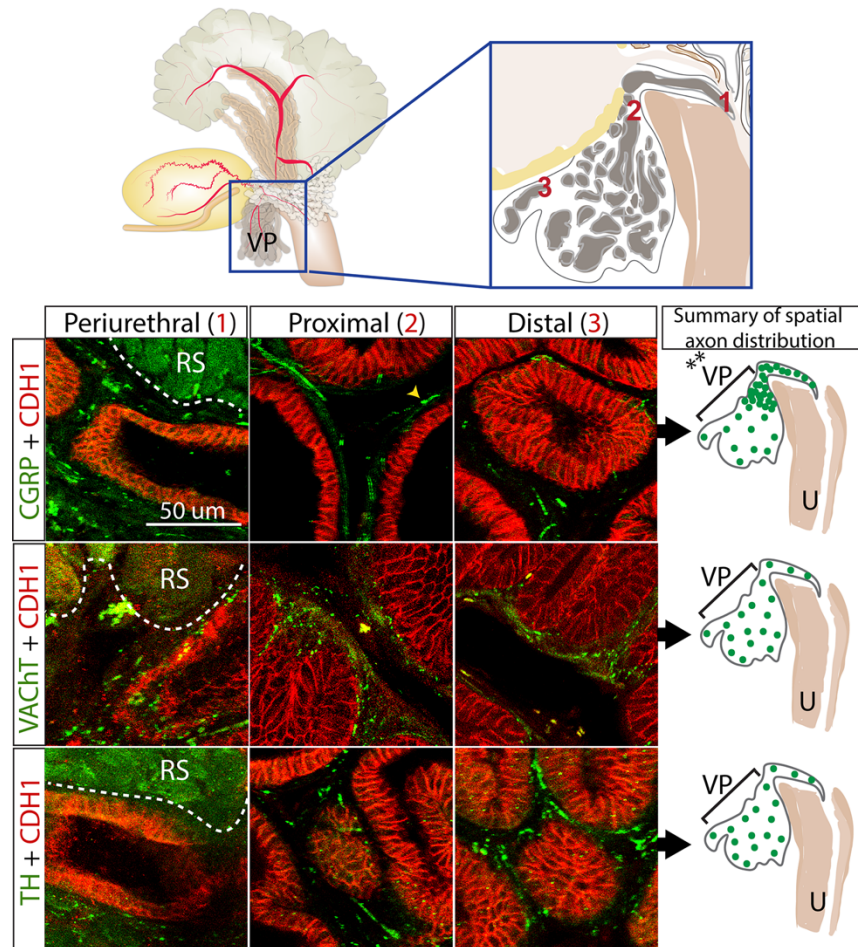 VP
1
2
3
Periurethral (1)
Proximal (2)
Distal (3)
Summary of spatial
axon distribution
CGRP + CDH1
RS
50 um
**
VP
U
VAChT + CDH1
RS
VP
U
TH + CDH1
RS
VP
U